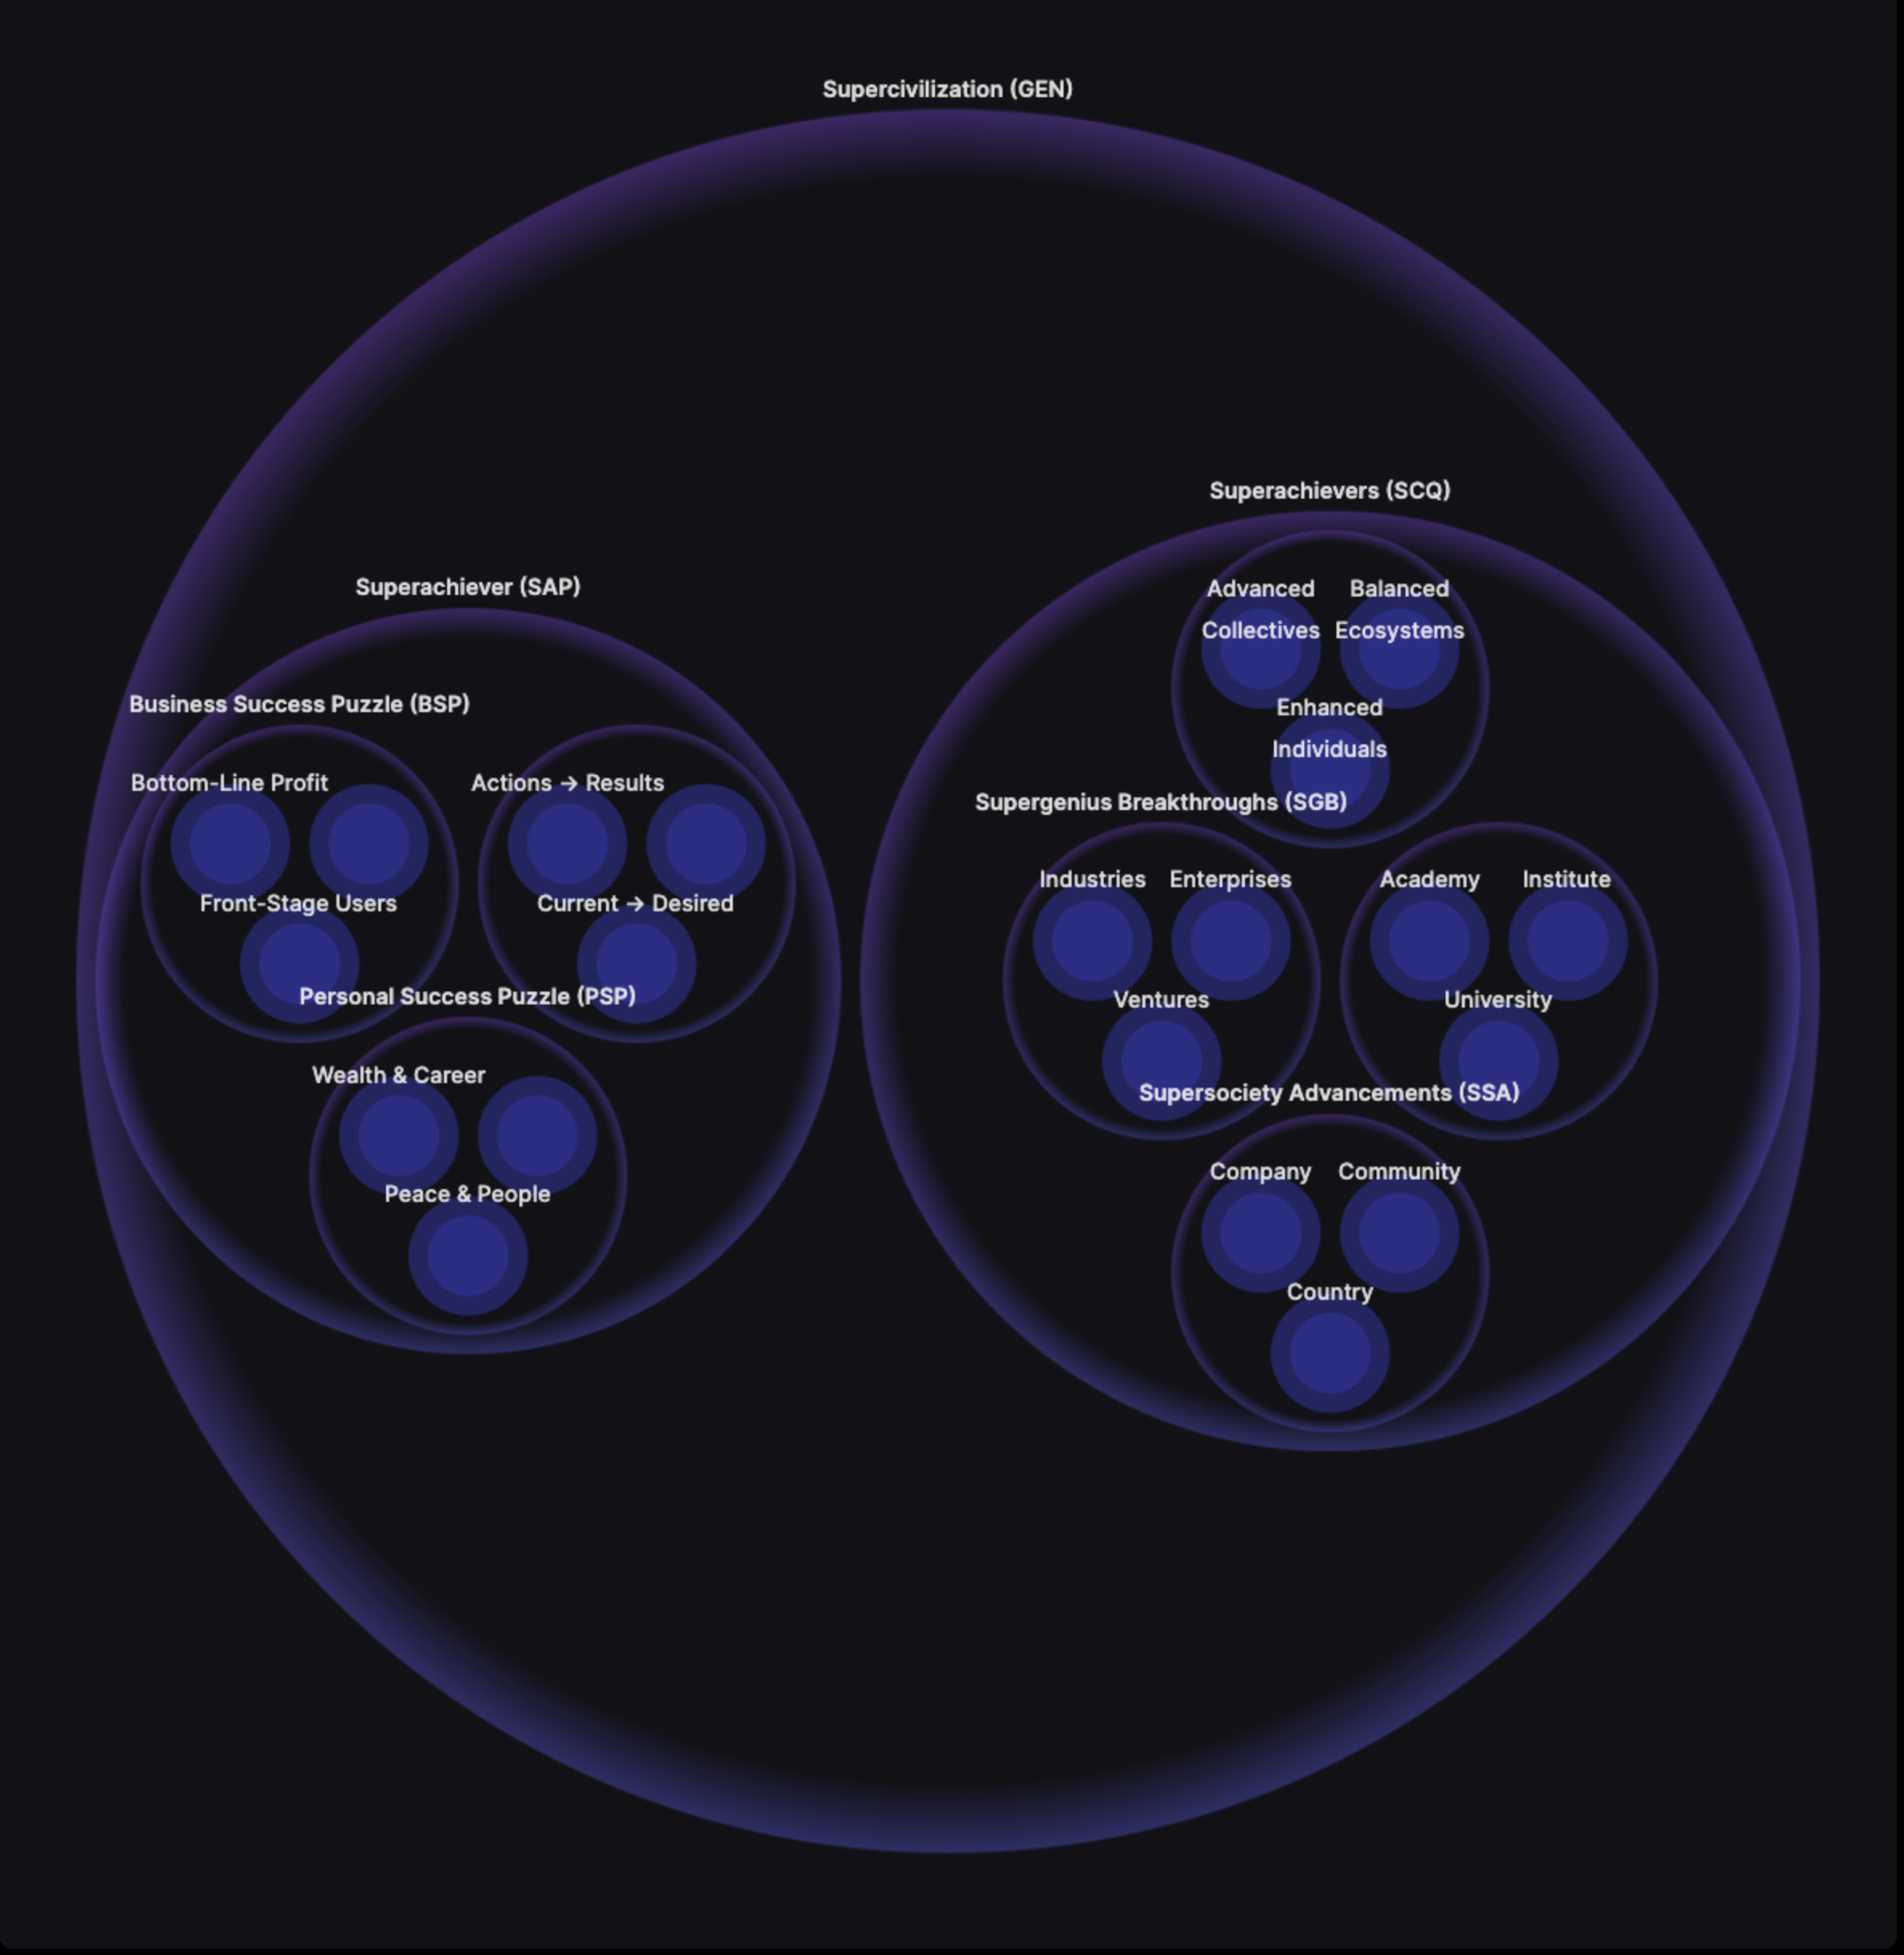 Supercivilization (GEN)
Superachievers (SCQ)
Advanced
Collectives
Balanced
Ecosystems
Enhanced
Individuals
Superachiever (SAP)
Business Success Puzzle (BSP)
Bottom-Line Profit
Front-Stage Users
Actions → Results
Current → Desired
Personal Success Puzzle (PSP)
Wealth & Career
Peace & People
Supergenius Breakthroughs (SGB)
Industries
Enterprises
Ventures
Academy
Institute
University
Supersociety Advancements (SSA)
Company
Community
Country